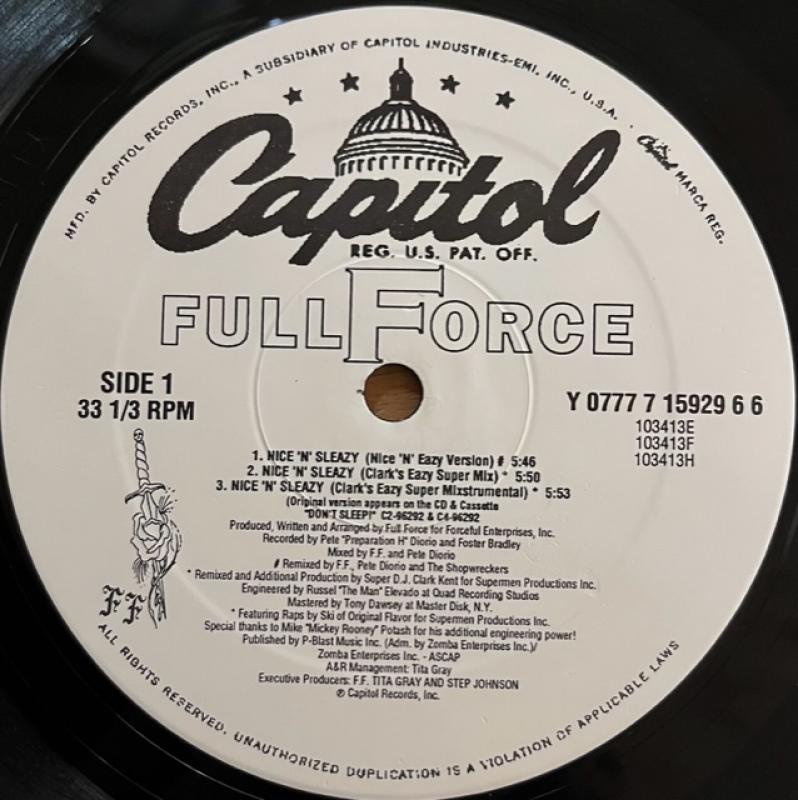 MFD. BY CAPITOL RECORDS, INC., A SUBSIDIARY OF CAPITOL INDUSTRIES-EMI, INC., U.S.A. · Capitol MARCA REG.
Capitol
REG. U.S. PAT. OFF.
FULL FORCE
SIDE 1
33 1/3 RPM
Y 0777 7 15929 6 6
103413E
103413F
103413H
1. NICE 'N' SLEAZY (Nice 'N' Eazy Version) # 5:46
2. NICE 'N' SLEAZY (Clark's Eazy Super Mix) * 5:50
3. NICE 'N' SLEAZY (Clark's Eazy Super Mixstrumental) * 5:53
(Original version appears on the CD & Cassette
"DON'T SLEEP!" C2-96292 & C4-96292
Produced, Written and Arranged by Full Force for Forceful Enterprises, Inc.
Recorded by Pete "Preparation H" Diorio and Foster Bradley
Mixed by F.F. and Pete Diorio
# Remixed by F.F., Pete Diorio and The Shopwreckers
* Remixed and Additional Production by Super D.J. Clark Kent for Supermen Productions Inc.
Engineered by Russel "The Man" Elevado at Quad Recording Studios
Mastered by Tony Dawsey at Master Disk, N.Y.
* Featuring Raps by Ski of Original Flavor for Supermen Productions Inc.
Special thanks to Mike "Mickey Rooney" Potash for his additional engineering power!
Published by P-Blast Music Inc. (Adm. by Zomba Enterprises Inc.)/
Zomba Enterprises Inc. - ASCAP
A&R Management: Tita Gray
Executive Producers: F.F. TITA GRAY AND STEP JOHNSON
℗ Capitol Records, Inc.
FF
ALL RIGHTS RESERVED. UNAUTHORIZED DUPLICATION IS A VIOLATION OF APPLICABLE LAWS